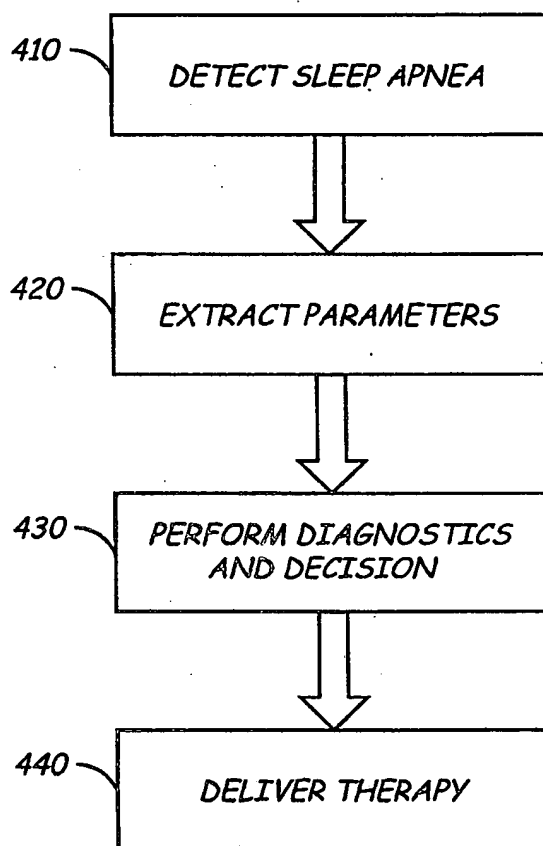 410
DETECT SLEEP APNEA
420
EXTRACT PARAMETERS
430
PERFORM DIAGNOSTICS
AND DECISION
440
DELIVER THERAPY